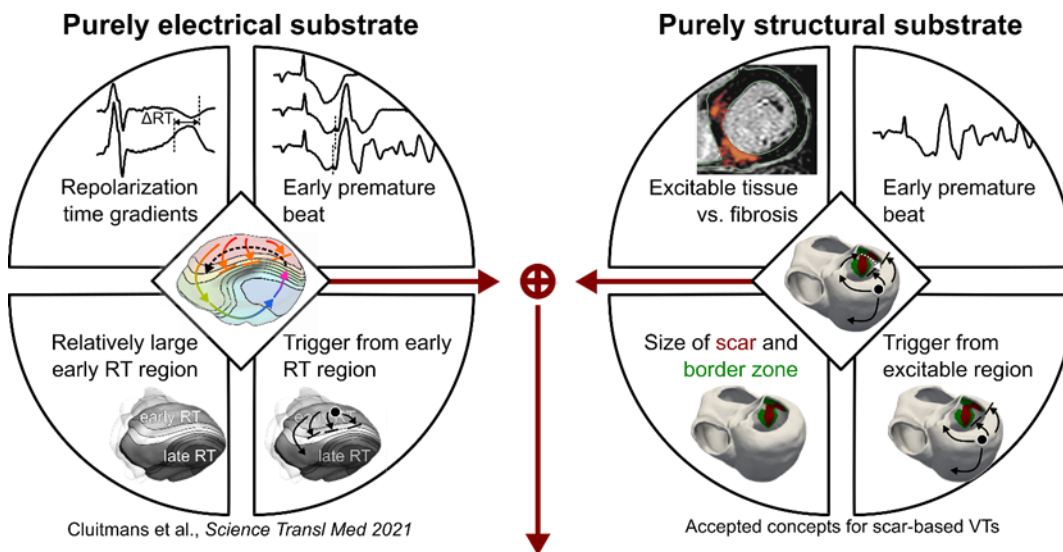 Purely electrical substrate
ΔRT
Repolarization
time gradients
Early premature
beat
Relatively large
early RT region
early RT
late RT
Trigger from early
RT region
late RT
Cluitmans et al., Science Transl Med 2021
Purely structural substrate
Excitable tissue
vs. fibrosis
Early premature
beat
Size of scar and
border zone
Trigger from
excitable region
Accepted concepts for scar-based VTs